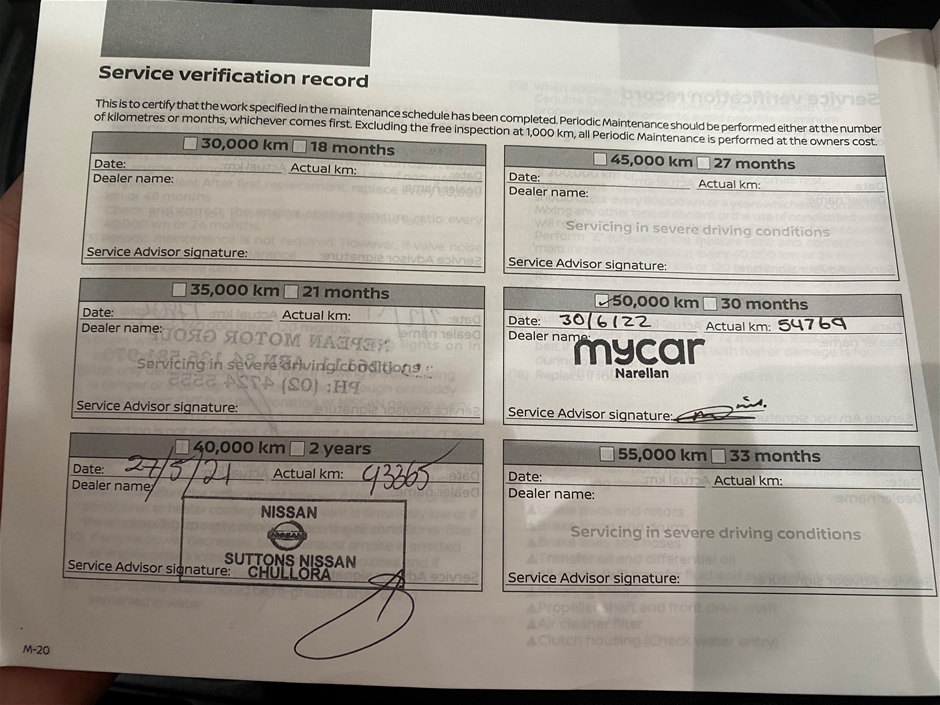 Service verification record
This is to certify that the work specified in the maintenance schedule has been completed. Periodic Maintenance should be performed either at the number
of kilometres or months, whichever comes first. Excluding the free inspection at 1,000 km, all Periodic Maintenance is performed at the owners cost.
30,000 km 18 months
Date: Actual km:
Dealer name:
Service Advisor signature:
35,000 km 21 months
Date: Actual km:
Dealer name:
Servicing in severe driving conditions
Service Advisor signature:
40,000 km 2 years
Date: 27/5/21 Actual km: 43365
Dealer name:
NISSAN
NISSAN
SUTTONS NISSAN
CHULLORA
Service Advisor signature:
45,000 km 27 months
Date: Actual km:
Dealer name:
Servicing in severe driving conditions
Service Advisor signature:
50,000 km 30 months
Date: 30/6/22 Actual km: 54769
Dealer name:
mycar
Narellan
Service Advisor signature:
55,000 km 33 months
Date: Actual km:
Dealer name:
Servicing in severe driving conditions
Service Advisor signature:
M-20